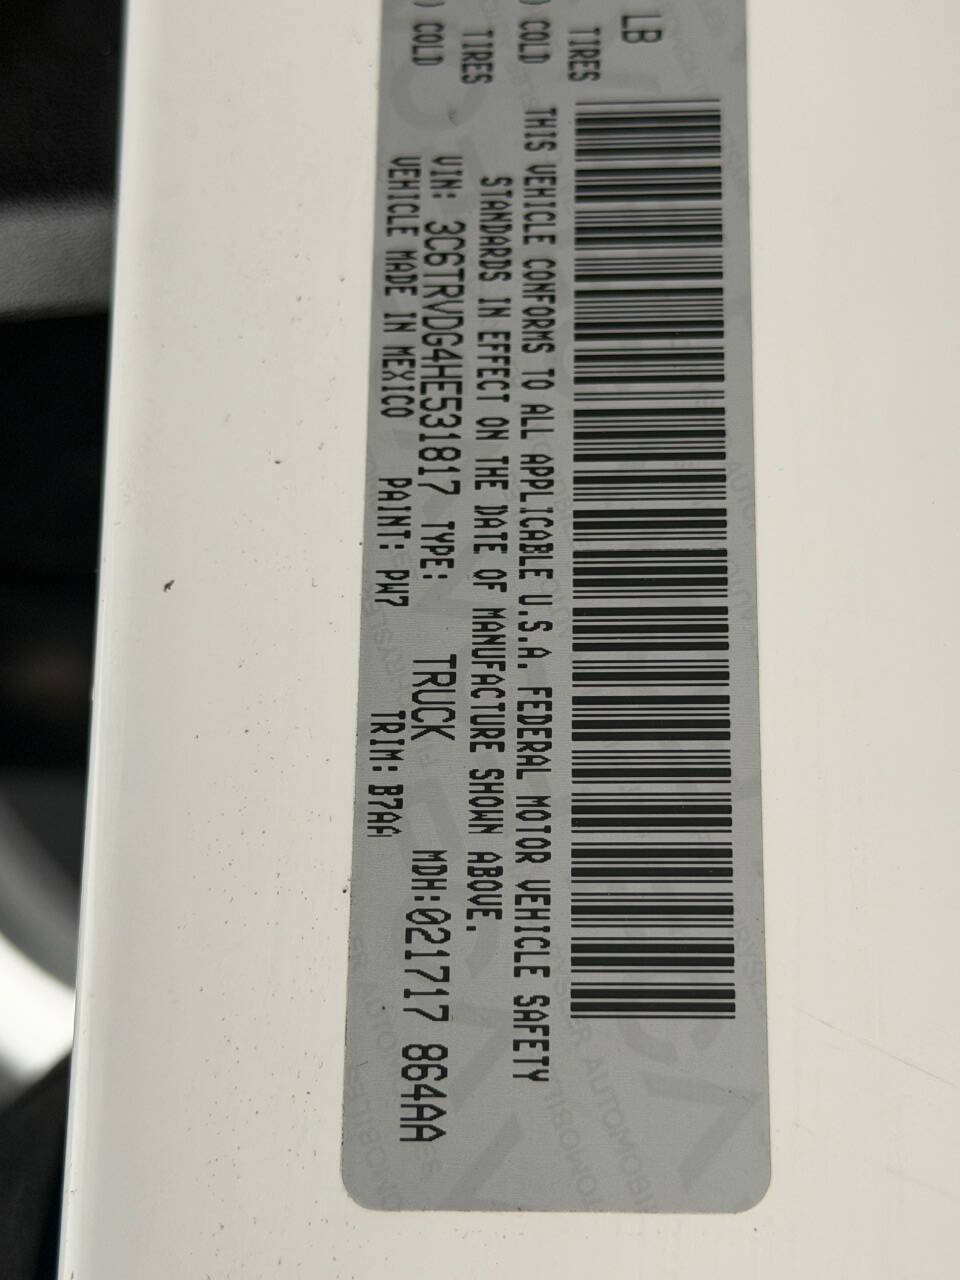 LB
TIRES
) COLD
TIRES
) COLD
THIS VEHICLE CONFORMS TO ALL APPLICABLE U.S.A. FEDERAL MOTOR VEHICLE SAFETY
STANDARDS IN EFFECT ON THE DATE OF MANUFACTURE SHOWN ABOVE.
VIN: 3C6TRVDG4HE531817 TYPE: TRUCK MDH:021717 864AA
VEHICLE MADE IN MEXICO PAINT: PW7 TRIM: B7AA